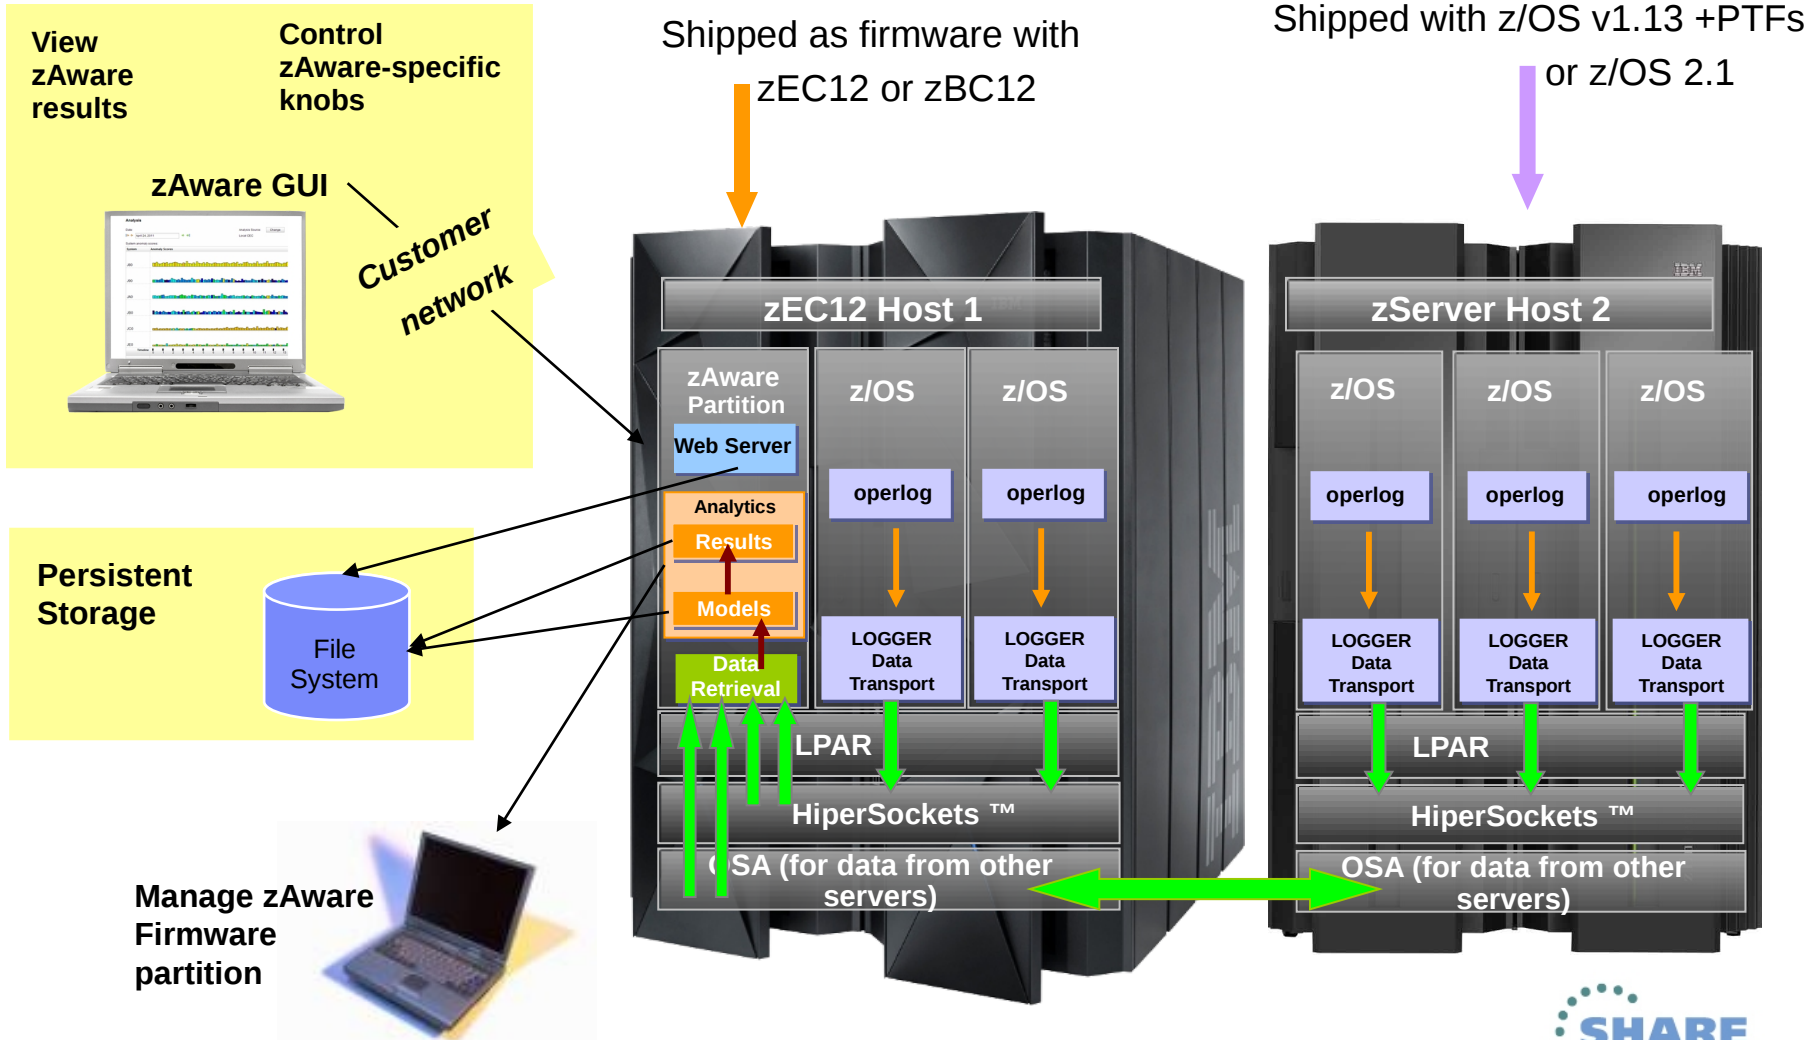 View
zAware
results
Control
zAware-specific
knobs
zAware GUI
Customer
network
Analysis
Shipped as firmware with
zEC12 or zBC12
Shipped with z/OS v1.13 +PTFs
or z/OS 2.1
IBM
zEC12 Host 1
zAware
Partition
Web Server
Analytics
Results
Models
Data
Retrieval
z/OS
operlog
LOGGER
Data
Transport
z/OS
operlog
LOGGER
Data
Transport
LPAR
HiperSockets ™
OSA (for data from other
servers)
zServer Host 2
z/OS
operlog
LOGGER
Data
Transport
z/OS
operlog
LOGGER
Data
Transport
z/OS
operlog
LOGGER
Data
Transport
LPAR
HiperSockets ™
OSA (for data from other
servers)
Persistent
Storage
File
System
Manage zAware
Firmware
partition
SHARE